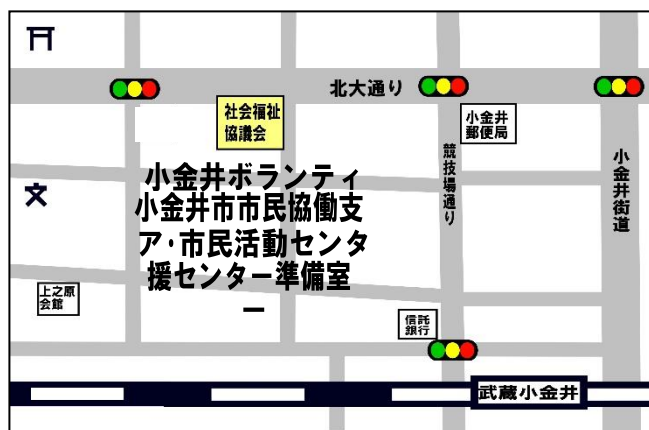 北大通り
社会福祉
協議会
小金井
郵便局
競技場通り
小金井街道
小金井ボランティ
小金井市市民協働支
ア・市民活動センタ
援センター準備室
ー
上之原
会館
信託
銀行
武蔵小金井